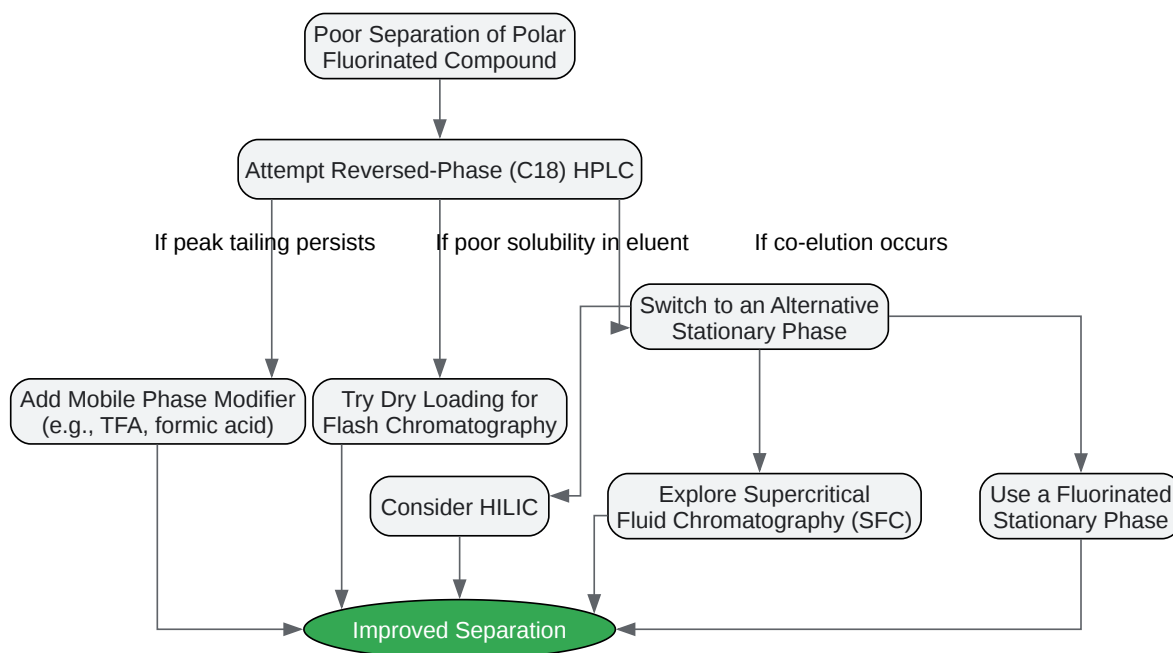 Poor Separation of Polar
Fluorinated Compound
Attempt Reversed-Phase (C18) HPLC
If peak tailing persists
If poor solubility in eluent
If co-elution occurs
Switch to an Alternative
Stationary Phase
Add Mobile Phase Modifier
(e.g., TFA, formic acid)
Try Dry Loading for
Flash Chromatography
Consider HILIC
Explore Supercritical
Fluid Chromatography (SFC)
Use a Fluorinated
Stationary Phase
Improved Separation